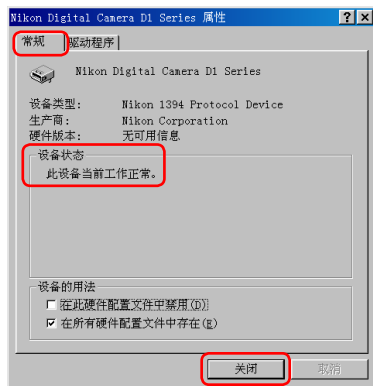 Nikon Digital Camera D1 Series 属性
常规 驱动程序
Nikon Digital Camera D1 Series
设备类型: Nikon 1394 Protocol Device
生产商: Nikon Corporation
硬件版本: 无可用信息
设备状态
此设备当前工作正常。
设备的用法
在此硬件配置文件中禁用(D)
在所有硬件配置文件中存在(E)
关闭 取消